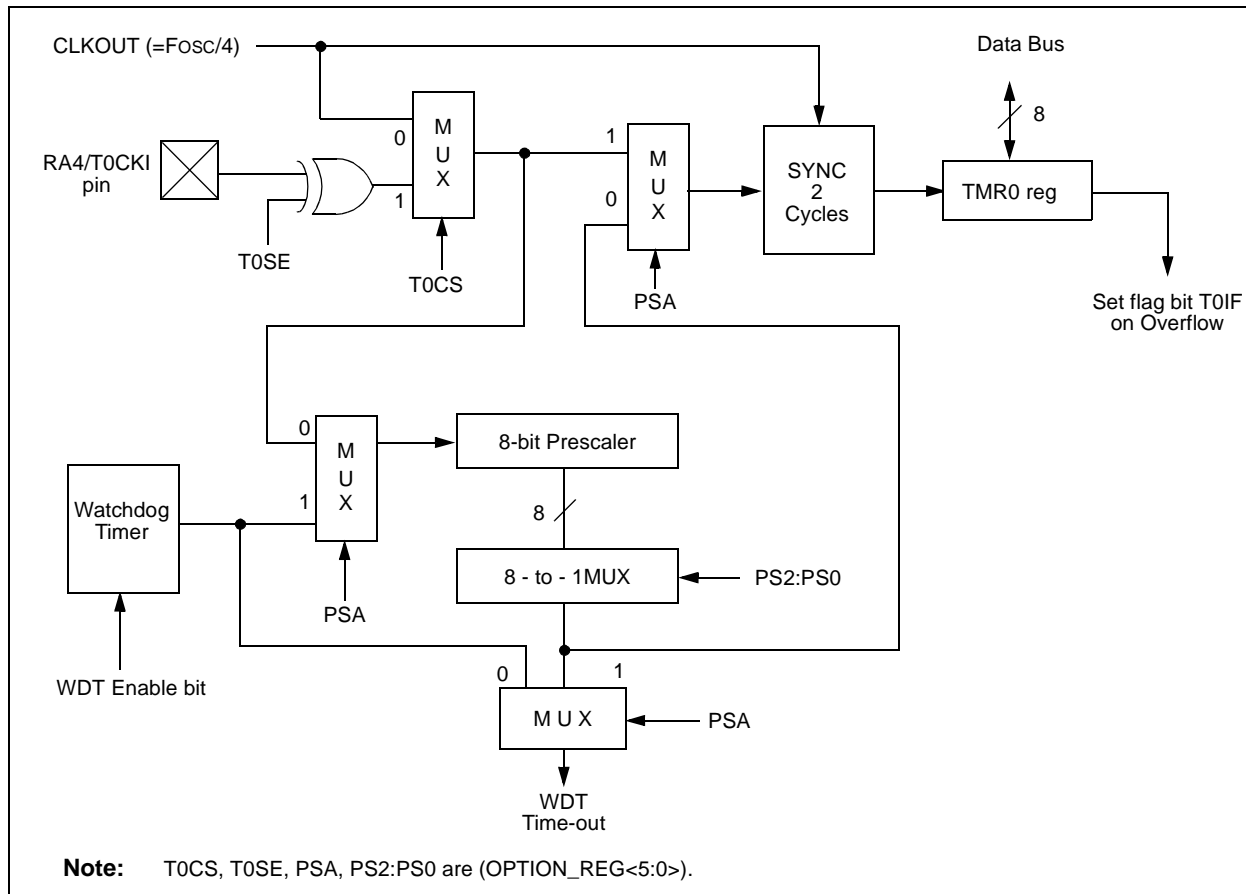 CLKOUT (=FOSC/4)
Data Bus
8
RA4/T0CKI
pin
0
1
M
U
X
T0SE
T0CS
1
0
M
U
X
PSA
SYNC
2
Cycles
TMR0 reg
Set flag bit T0IF
on Overflow
0
1
M
U
X
PSA
8-bit Prescaler
8
Watchdog
Timer
WDT Enable bit
8 - to - 1MUX
PS2:PS0
0
1
M U X
PSA
WDT
Time-out
Note: T0CS, T0SE, PSA, PS2:PS0 are (OPTION_REG<5:0>).